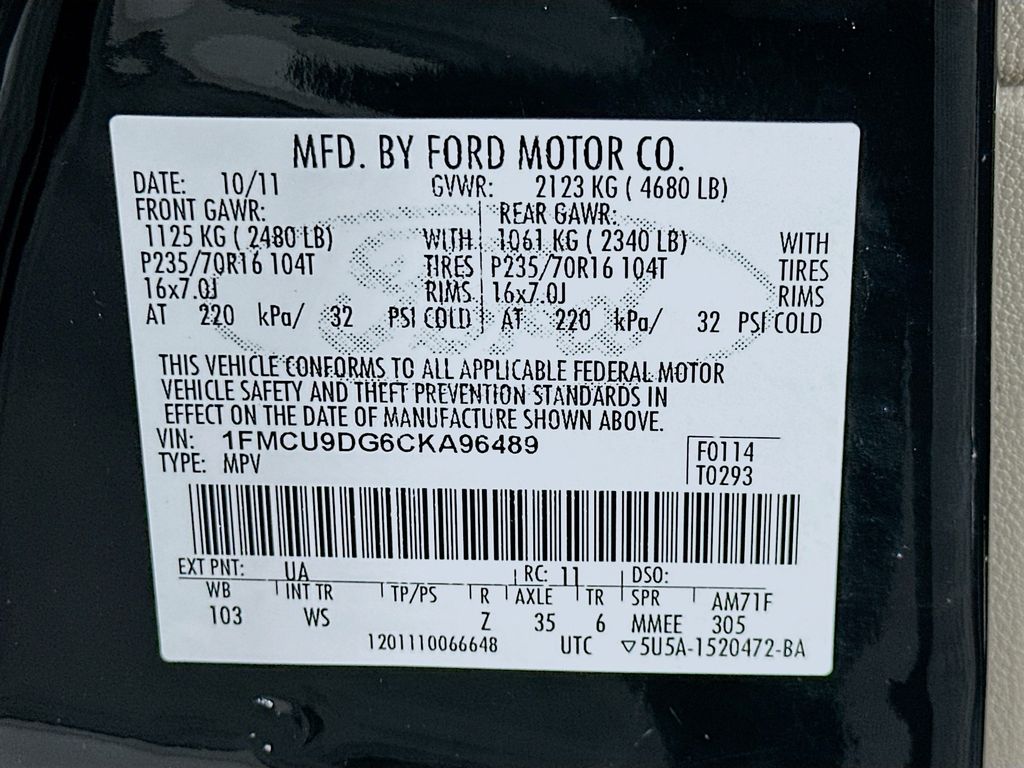 MFD. BY FORD MOTOR CO.
DATE: 10/11 GVWR: 2123 KG ( 4680 LB)
FRONT GAWR: REAR GAWR:
1125 KG ( 2480 LB) WITH 1061 KG ( 2340 LB) WITH
P235/70R16 104T TIRES P235/70R16 104T TIRES
16x7.0J RIMS 16x7.0J RIMS
AT 220 kPa/ 32 PSI COLD AT 220 kPa/ 32 PSI COLD
THIS VEHICLE CONFORMS TO ALL APPLICABLE FEDERAL MOTOR
VEHICLE SAFETY AND THEFT PREVENTION STANDARDS IN
EFFECT ON THE DATE OF MANUFACTURE SHOWN ABOVE.
VIN: 1FMCU9DG6CKA96489
TYPE: MPV
F0114
T0293
EXT PNT: UA RC: 11 DSO:
WB INT TR TP/PS R AXLE TR SPR AM71F
103 WS Z 35 6 MMEE 305
1201110066648 UTC ▽5U5A-1520472-BA